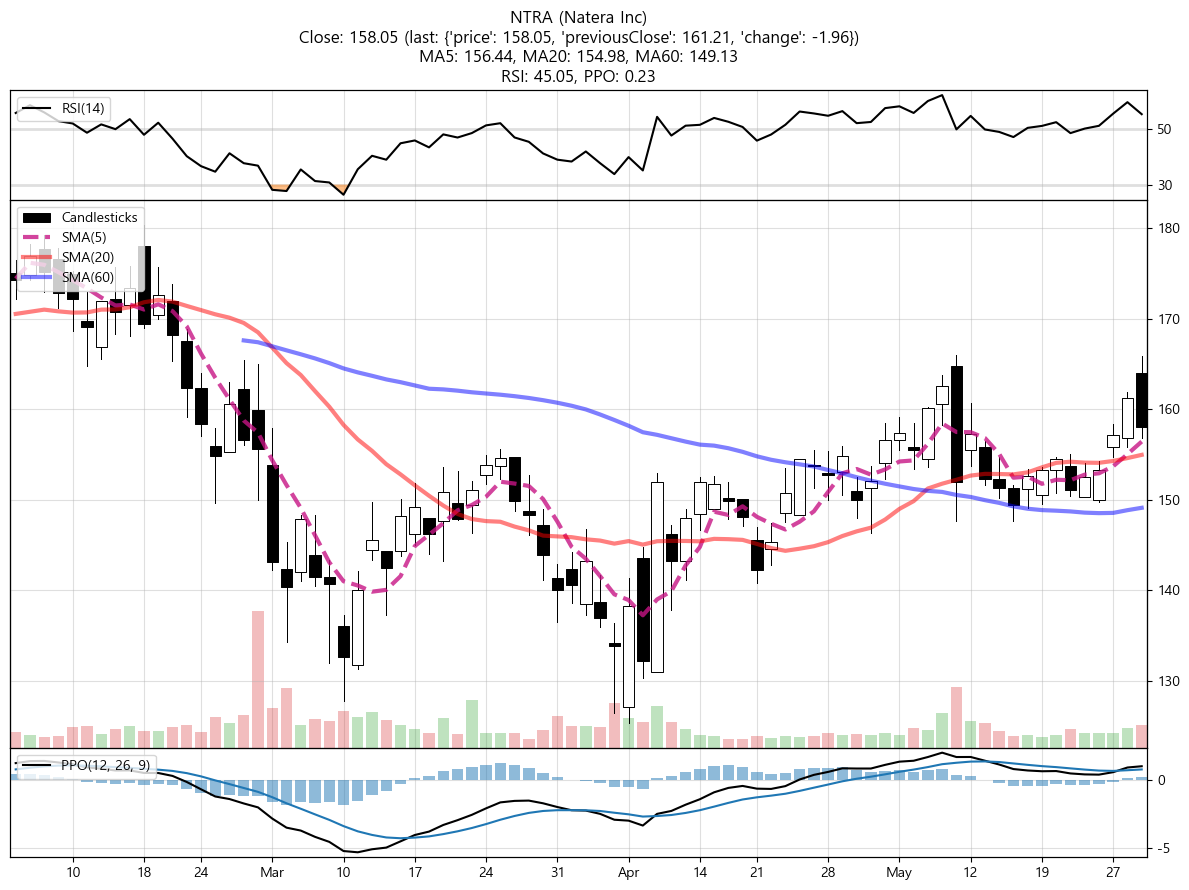 NTRA (Natera Inc)
Close: 158.05 (last: {'price': 158.05, 'previousClose': 161.21, 'change': -1.96})
MA5: 156.44, MA20: 154.98, MA60: 149.13
RSI: 45.05, PPO: 0.23
RSI(14)
50
30
Candlesticks
SMA(5)
SMA(20)
SMA(60)
180
170
160
150
140
130
PPO(12, 26, 9)
0
-5
10 18 24 Mar 10 17 24 31 Apr 8 14 21 28 May 12 19 27